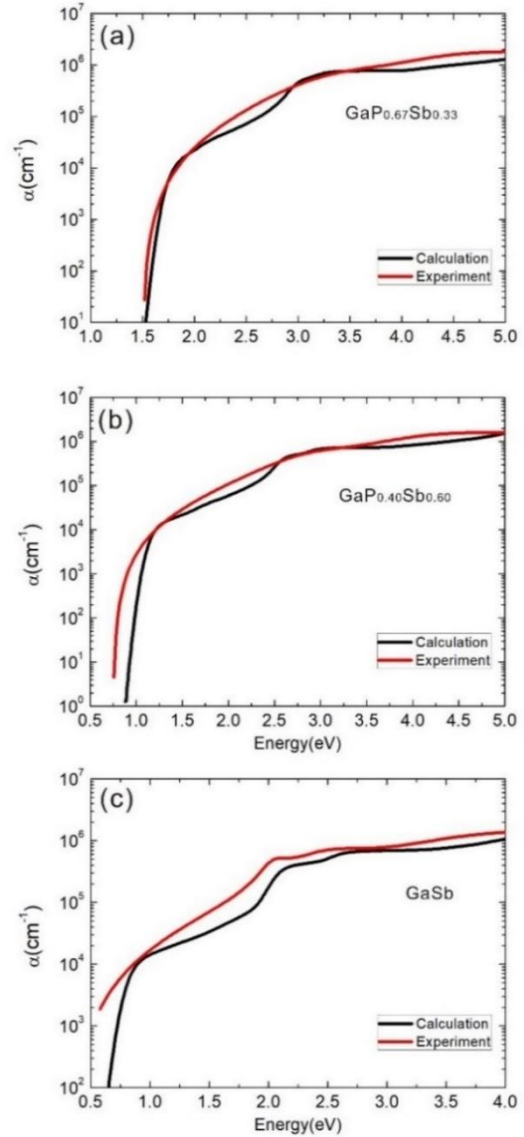 (a)
10⁷
10⁶
10⁵
10⁴
10³
10²
10¹
α(cm⁻¹)
GaP₀.₆₇Sb₀.₃₃
Calculation
Experiment
1.0 1.5 2.0 2.5 3.0 3.5 4.0 4.5 5.0
(b)
10⁷
10⁶
10⁵
10⁴
10³
10²
10¹
10⁰
α(cm⁻¹)
GaP₀.₄₀Sb₀.₆₀
Calculation
Experiment
0.5 1.0 1.5 2.0 2.5 3.0 3.5 4.0 4.5 5.0
Energy(eV)
(c)
10⁷
10⁶
10⁵
10⁴
10³
10²
α(cm⁻¹)
GaSb
Calculation
Experiment
0.5 1.0 1.5 2.0 2.5 3.0 3.5 4.0
Energy(eV)